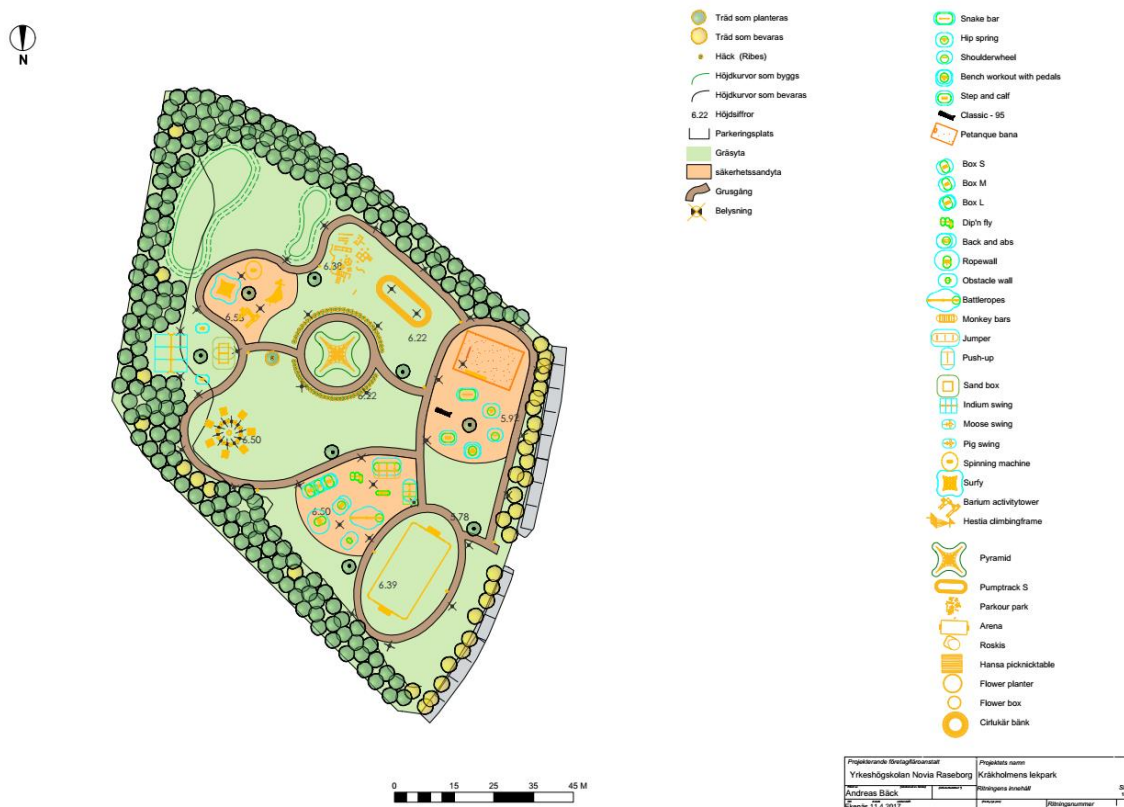 N
Träd som planteras
Träd som bevaras
Häck (Ribes)
Höjdkurvor som byggs
Höjdkurvor som bevaras
6.22 Höjdsiffror
Parkeringsplats
Gräsyta
säkerhetssandyta
Grusgång
Belysning
Snake bar
Hip spring
Shoulderwheel
Bench workout with pedals
Step and calf
Classic - 95
Petanque bana
Box S
Box M
Box L
Dip'n fly
Back and abs
Ropewall
Obstacle wall
Battleropes
Monkey bars
Jumper
Push-up
Sand box
Indium swing
Moose swing
Pig swing
Spinning machine
Surfy
Barium activitytower
Hestia climbingframe
Pyramid
Pumptrack S
Parkour park
Arena
Roskis
Hansa picknicktable
Flower planter
Flower box
Cirlukär bänk
6.38
6.55
6.22
6.22
5.97
6.50
6.50
5.78
6.39
0 15 25 35 45 M
Projekterande företag/läroanstalt
Yrkeshögskolan Novia Raseborg
Projektets namn
Kråkholmens lekpark
Andreas Bäck
Ritningens innehåll
Ekenäs 11.4.2017
Ritningsnummer